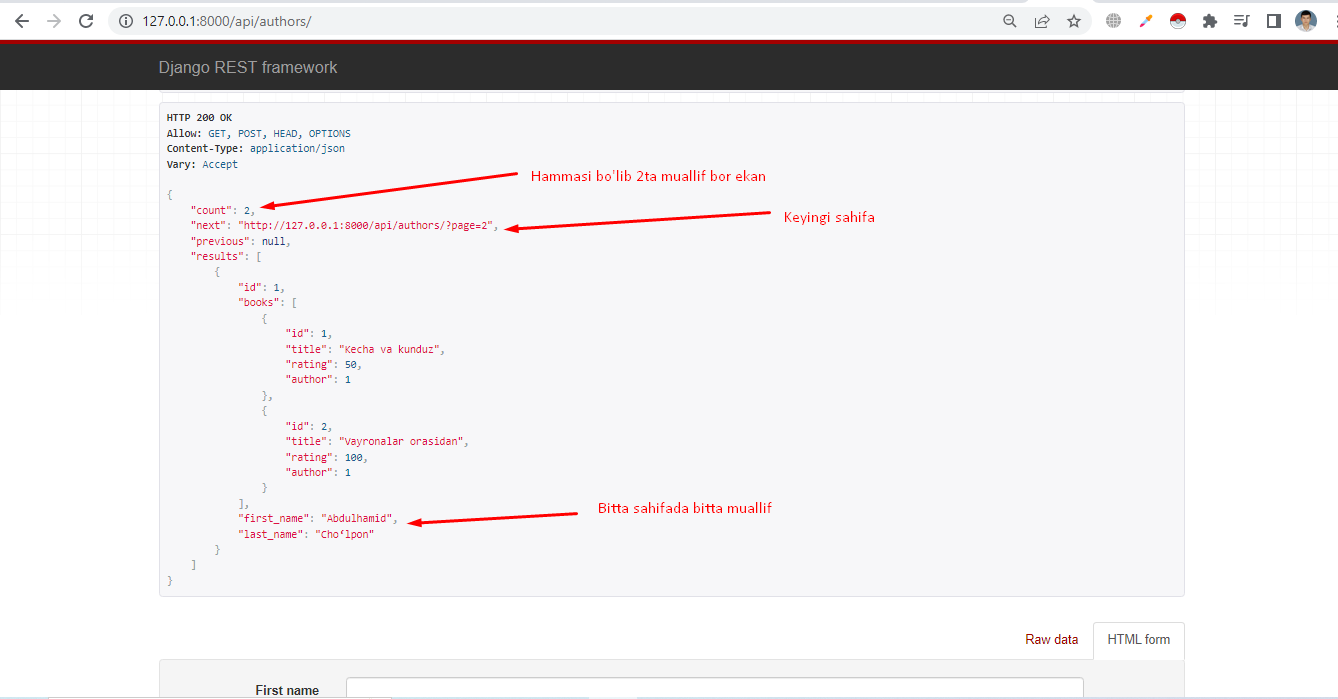 127.0.0.1:8000/api/authors/
Django REST framework
HTTP 200 OK
Allow: GET, POST, HEAD, OPTIONS
Content-Type: application/json
Vary: Accept
Hammasi bo'lib 2ta muallif bor ekan
{
"count": 2,
Keyingi sahifa
"next": "http://127.0.0.1:8000/api/authors/?page=2",
"previous": null,
"results": [
{
"id": 1,
"books": [
{
"id": 1,
"title": "Kecha va kunduz",
"rating": 50,
"author": 1
},
{
"id": 2,
"title": "Vayronalar orasidan",
"rating": 100,
"author": 1
}
],
Bitta sahifada bitta muallif
"first_name": "Abdulhamid",
"last_name": "Cho‘lpon"
}
]
}
Raw data
HTML form
First name